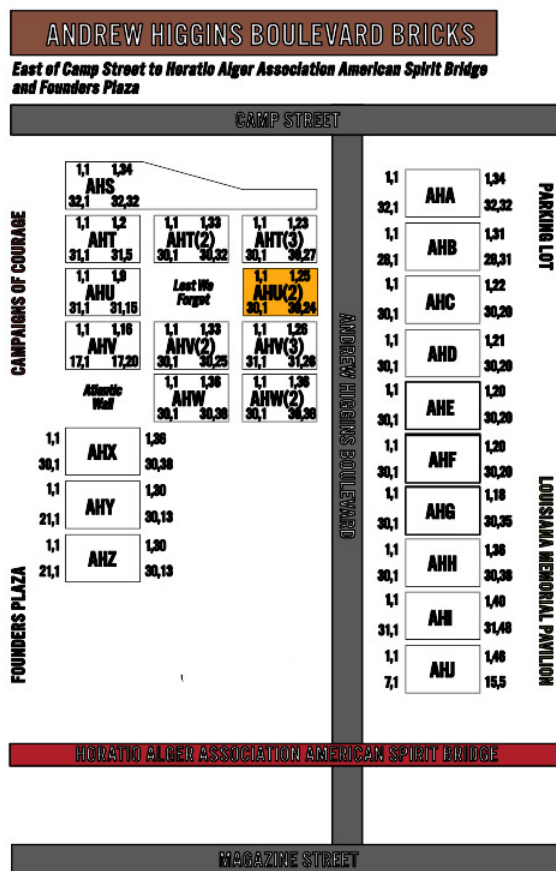 ANDREW HIGGINS BOULEVARD BRICKS
East of Camp Street to Horatio Alger Association American Spirit Bridge
and Founders Plaza
CAMP STREET
CAMPAIGNS OF COURAGE
FOUNDERS PLAZA
1,1 1,34
AHS
32,1 32,32
1,1 1,2
AHT
31,1 31,5
1,1 1,33
AHT(2)
30,1 30,32
1,1 1,23
AHT(3)
30,1 30,27
1,1 1,9
AHU
31,1 31,15
Lest We
Forget
1,1 1,25
AHU(2)
30,1 30,24
1,1 1,16
AHV
17,1 17,20
1,1 1,33
AHV(2)
30,1 30,25
1,1 1,26
AHV(3)
31,1 31,26
Atlantic
Wall
1,1 1,36
AHW
30,1 30,38
1,1 1,36
AHW(2)
30,1 30,38
1,1 1,36
AHX
30,1 30,38
1,1 1,30
AHY
21,1 30,13
1,1 1,30
AHZ
21,1 30,13
ANDREW HIGGINS BOULEVARD
1,1 1,34
AHA
32,1 32,32
1,1 1,31
AHB
28,1 28,31
1,1 1,22
AHC
30,1 30,20
1,1 1,21
AHD
30,1 30,20
1,1 1,20
AHE
30,1 30,20
1,1 1,20
AHF
30,1 30,20
1,1 1,18
AHG
30,1 30,35
1,1 1,36
AHH
30,1 30,38
1,1 1,40
AHI
31,1 31,48
1,1 1,48
AHJ
7,1 15,5
PARKING LOT
LOUISIANA MEMORIAL PAVILION
HORATIO ALGER ASSOCIATION AMERICAN SPIRIT BRIDGE
MAGAZINE STREET